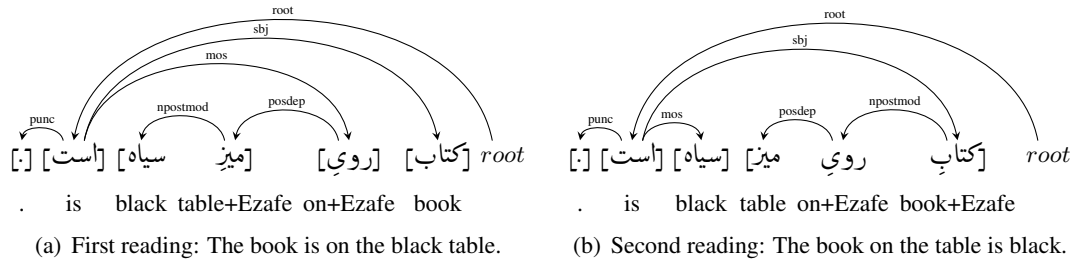 root
sbj
mos
punc npostmod posdep
root [کتاب] [رویِ] [میزِ سیاه] [است] [.]
. is black table+Ezafe on+Ezafe book
(a) First reading: The book is on the black table.
root
sbj
punc mos posdep npostmod
root [کتابِ رویِ میز] [سیاه] [است] [.]
. is black table on+Ezafe book+Ezafe
(b) Second reading: The book on the table is black.